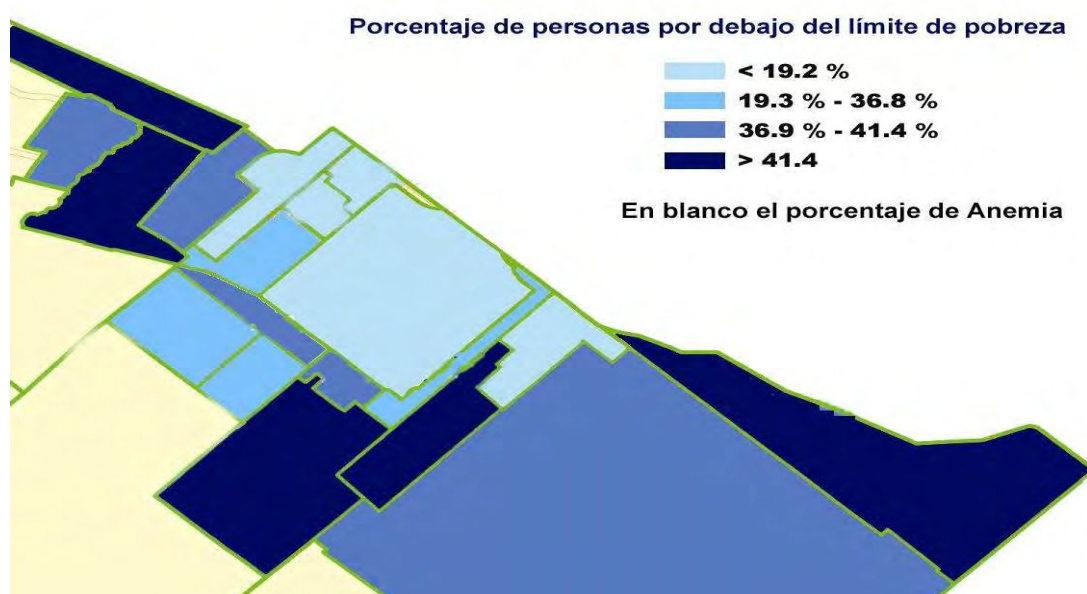 Porcentaje de personas por debajo del límite de pobreza
< 19.2 %
19.3 % - 36.8 %
36.9 % - 41.4 %
> 41.4
En blanco el porcentaje de Anemia